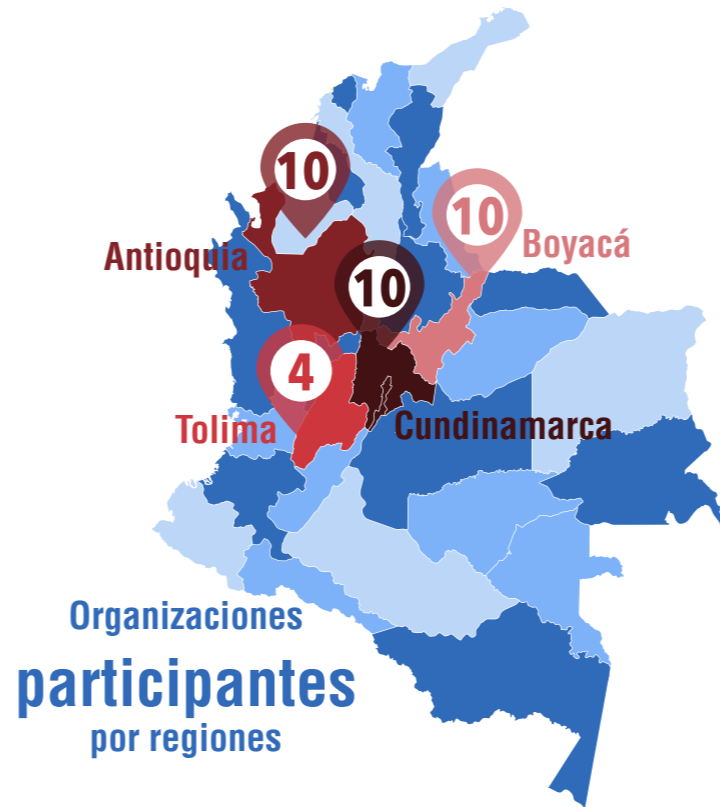 10
10
Boyacá
Antioquia
10
4
Tolima
Cundinamarca
Organizaciones
participantes
por regiones